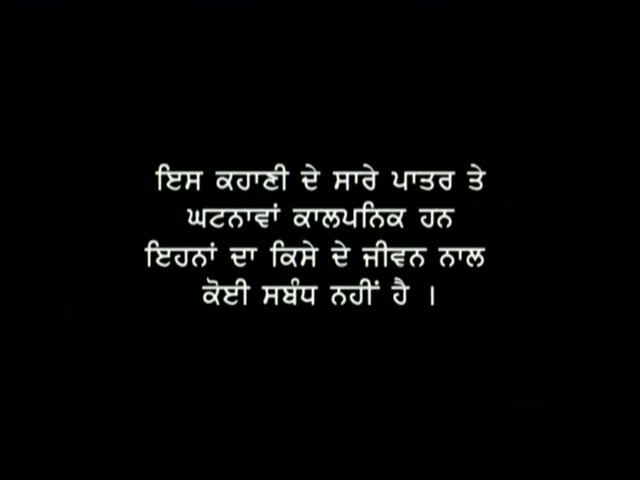 ਇਸ ਕਹਾਣੀ ਦੇ ਸਾਰੇ ਪਾਤਰ ਤੇ
ਘਟਨਾਵਾਂ ਕਾਲਪਨਿਕ ਹਨ
ਇਹਨਾਂ ਦਾ ਕਿਸੇ ਦੇ ਜੀਵਨ ਨਾਲ
ਕੋਈ ਸਬੰਧ ਨਹੀਂ ਹੈ ।